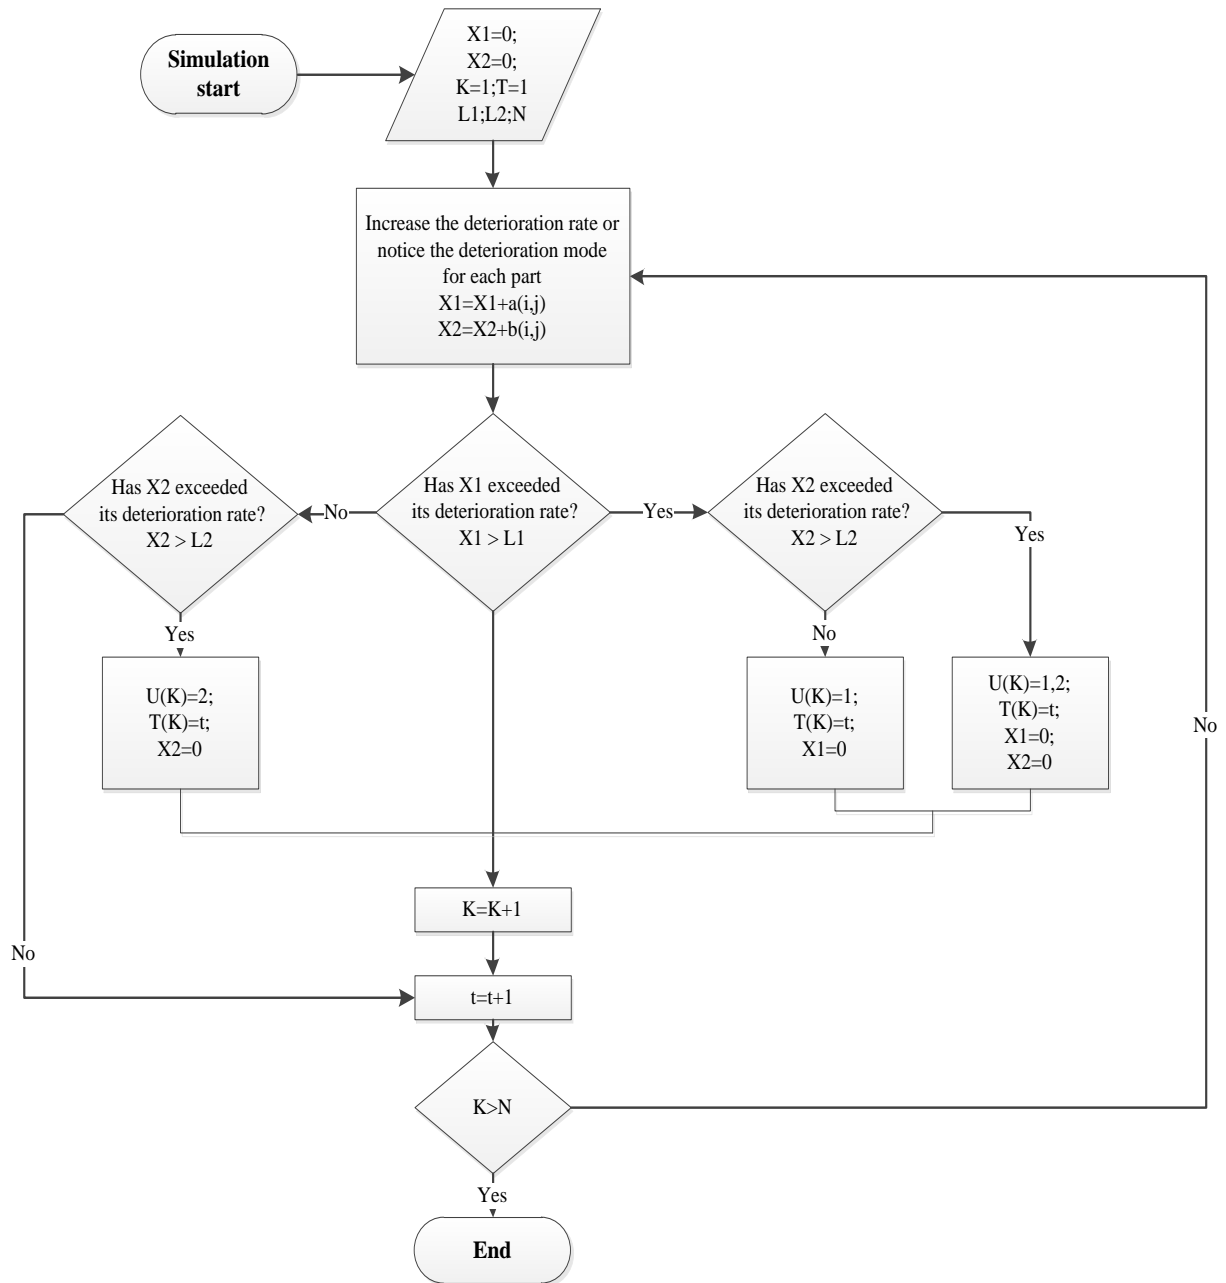 Simulation
start
X1=0;
X2=0;
K=1;T=1
L1;L2;N
Increase the deterioration rate or
notice the deterioration mode
for each part
X1=X1+a(i,j)
X2=X2+b(i,j)
Has X2 exceeded
its deterioration rate?
X2 > L2
No
Has X1 exceeded
its deterioration rate?
X1 > L1
Yes
Has X2 exceeded
its deterioration rate?
X2 > L2
Yes
Yes
No
U(K)=2;
T(K)=t;
X2=0
U(K)=1;
T(K)=t;
X1=0
U(K)=1,2;
T(K)=t;
X1=0;
X2=0
No
K=K+1
No
t=t+1
K>N
Yes
End